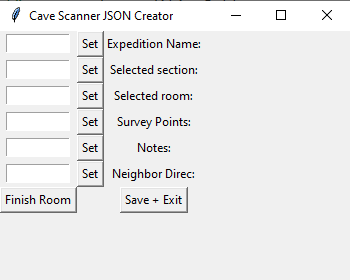 Cave Scanner JSON Creator
Set Expedition Name:
Set Selected section:
Set Selected room:
Set Survey Points:
Set Notes:
Set Neighbor Direc:
Finish Room Save + Exit